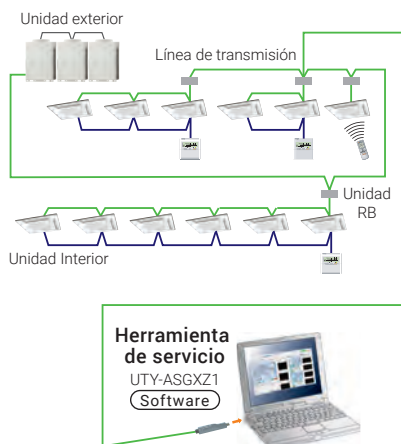 Unidad exterior
Línea de transmisión
Unidad
RB
Unidad Interior
Herramienta
de servicio
UTY-ASGXZ1
Software